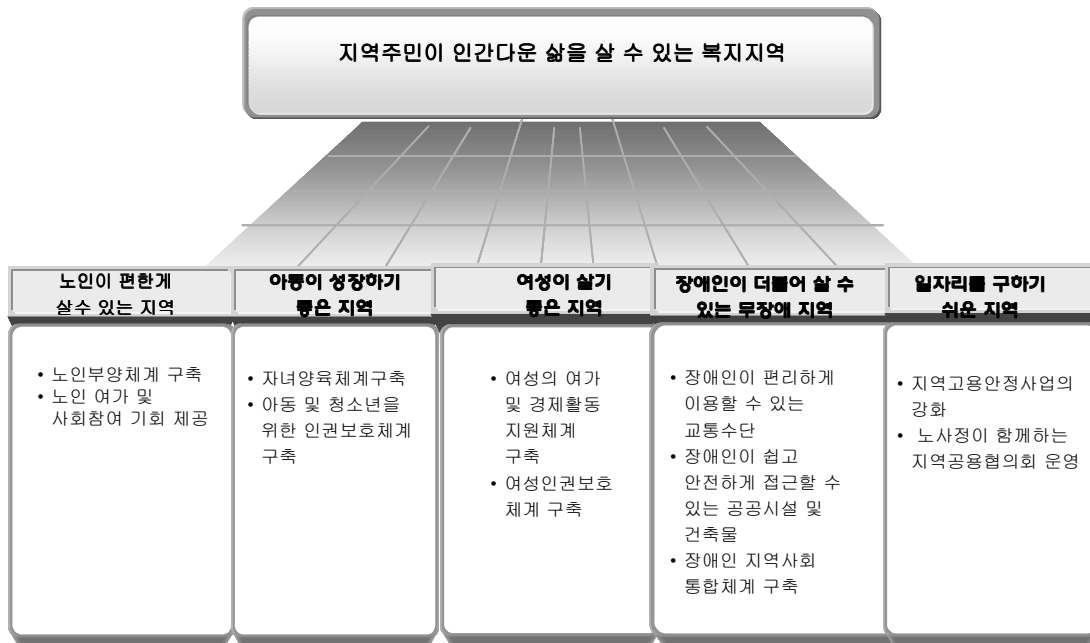 지역주민이 인간다운 삶을 살 수 있는 복지지역
노인이 편한게
살수 있는 지역
• 노인부양체계 구축
• 노인 여가 및
사회참여 기회 제공
아동이 성장하기
좋은 지역
• 자녀양육체계구축
• 아동 및 청소년을
위한 인권보호체계
구축
여성이 살기
좋은 지역
• 여성의 여가
및 경제활동
지원체계
구축
• 여성인권보호
체계 구축
장애인이 더불어 살 수
있는 무장애 지역
• 장애인이 편리하게
이용할 수 있는
교통수단
• 장애인이 쉽고
안전하게 접근할 수
있는 공공시설 및
건축물
• 장애인 지역사회
통합체계 구축
일자리를 구하기
쉬운 지역
• 지역고용안정사업의
강화
• 노사정이 함께하는
지역공용협의회 운영